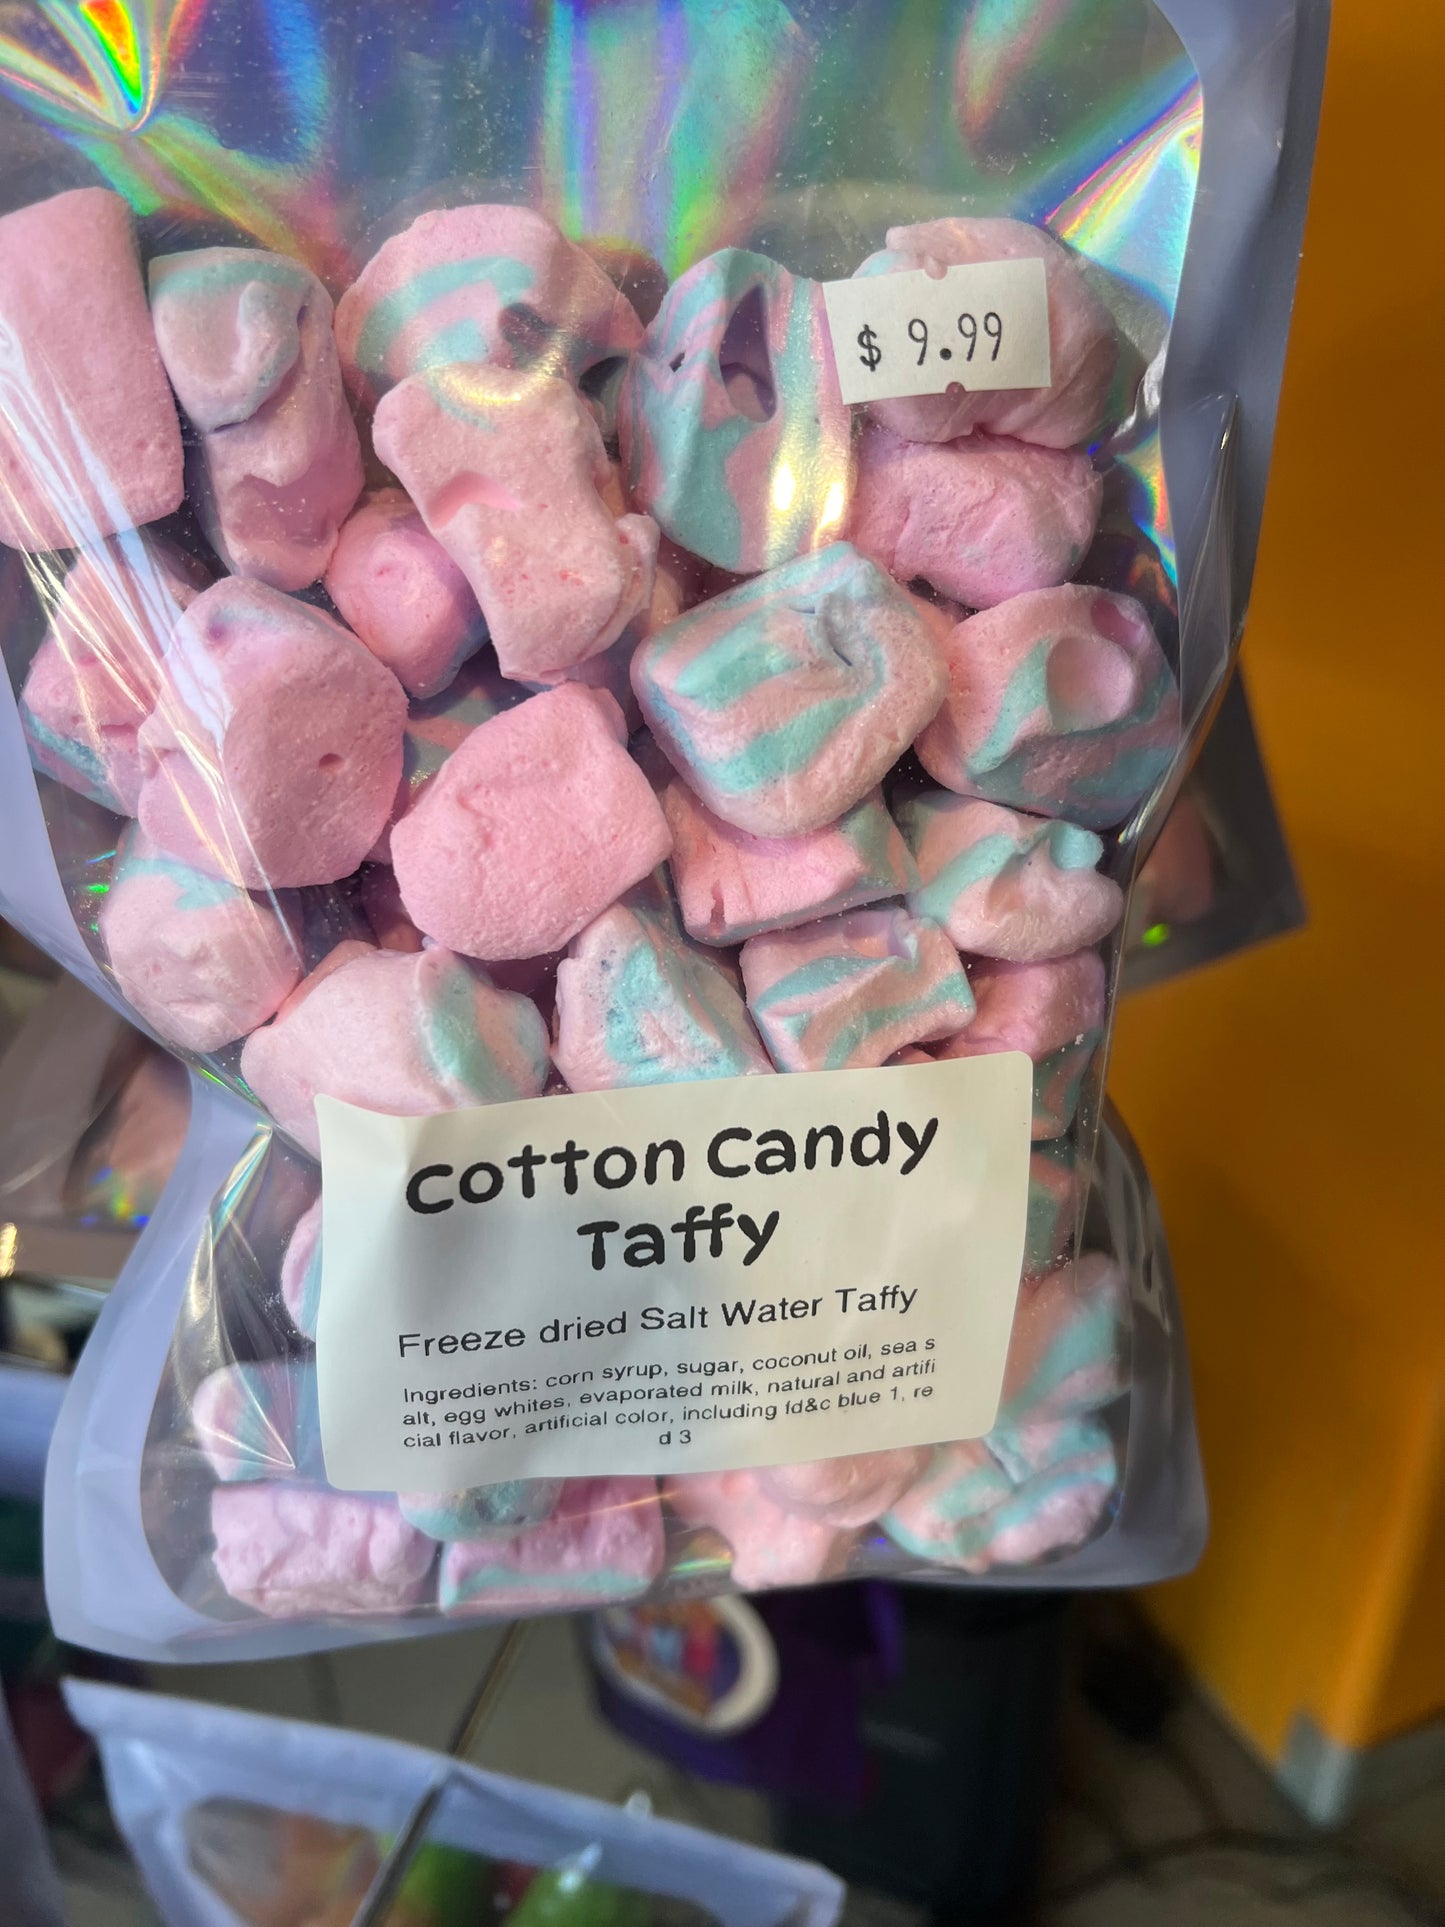 $ 9.99
Cotton Candy
Taffy
Freeze dried Salt Water Taffy
Ingredients: corn syrup, sugar, coconut oil, sea s
alt, egg whites, evaporated milk, natural and artifi
cial flavor, artificial color, including fd&c blue 1, re
d 3